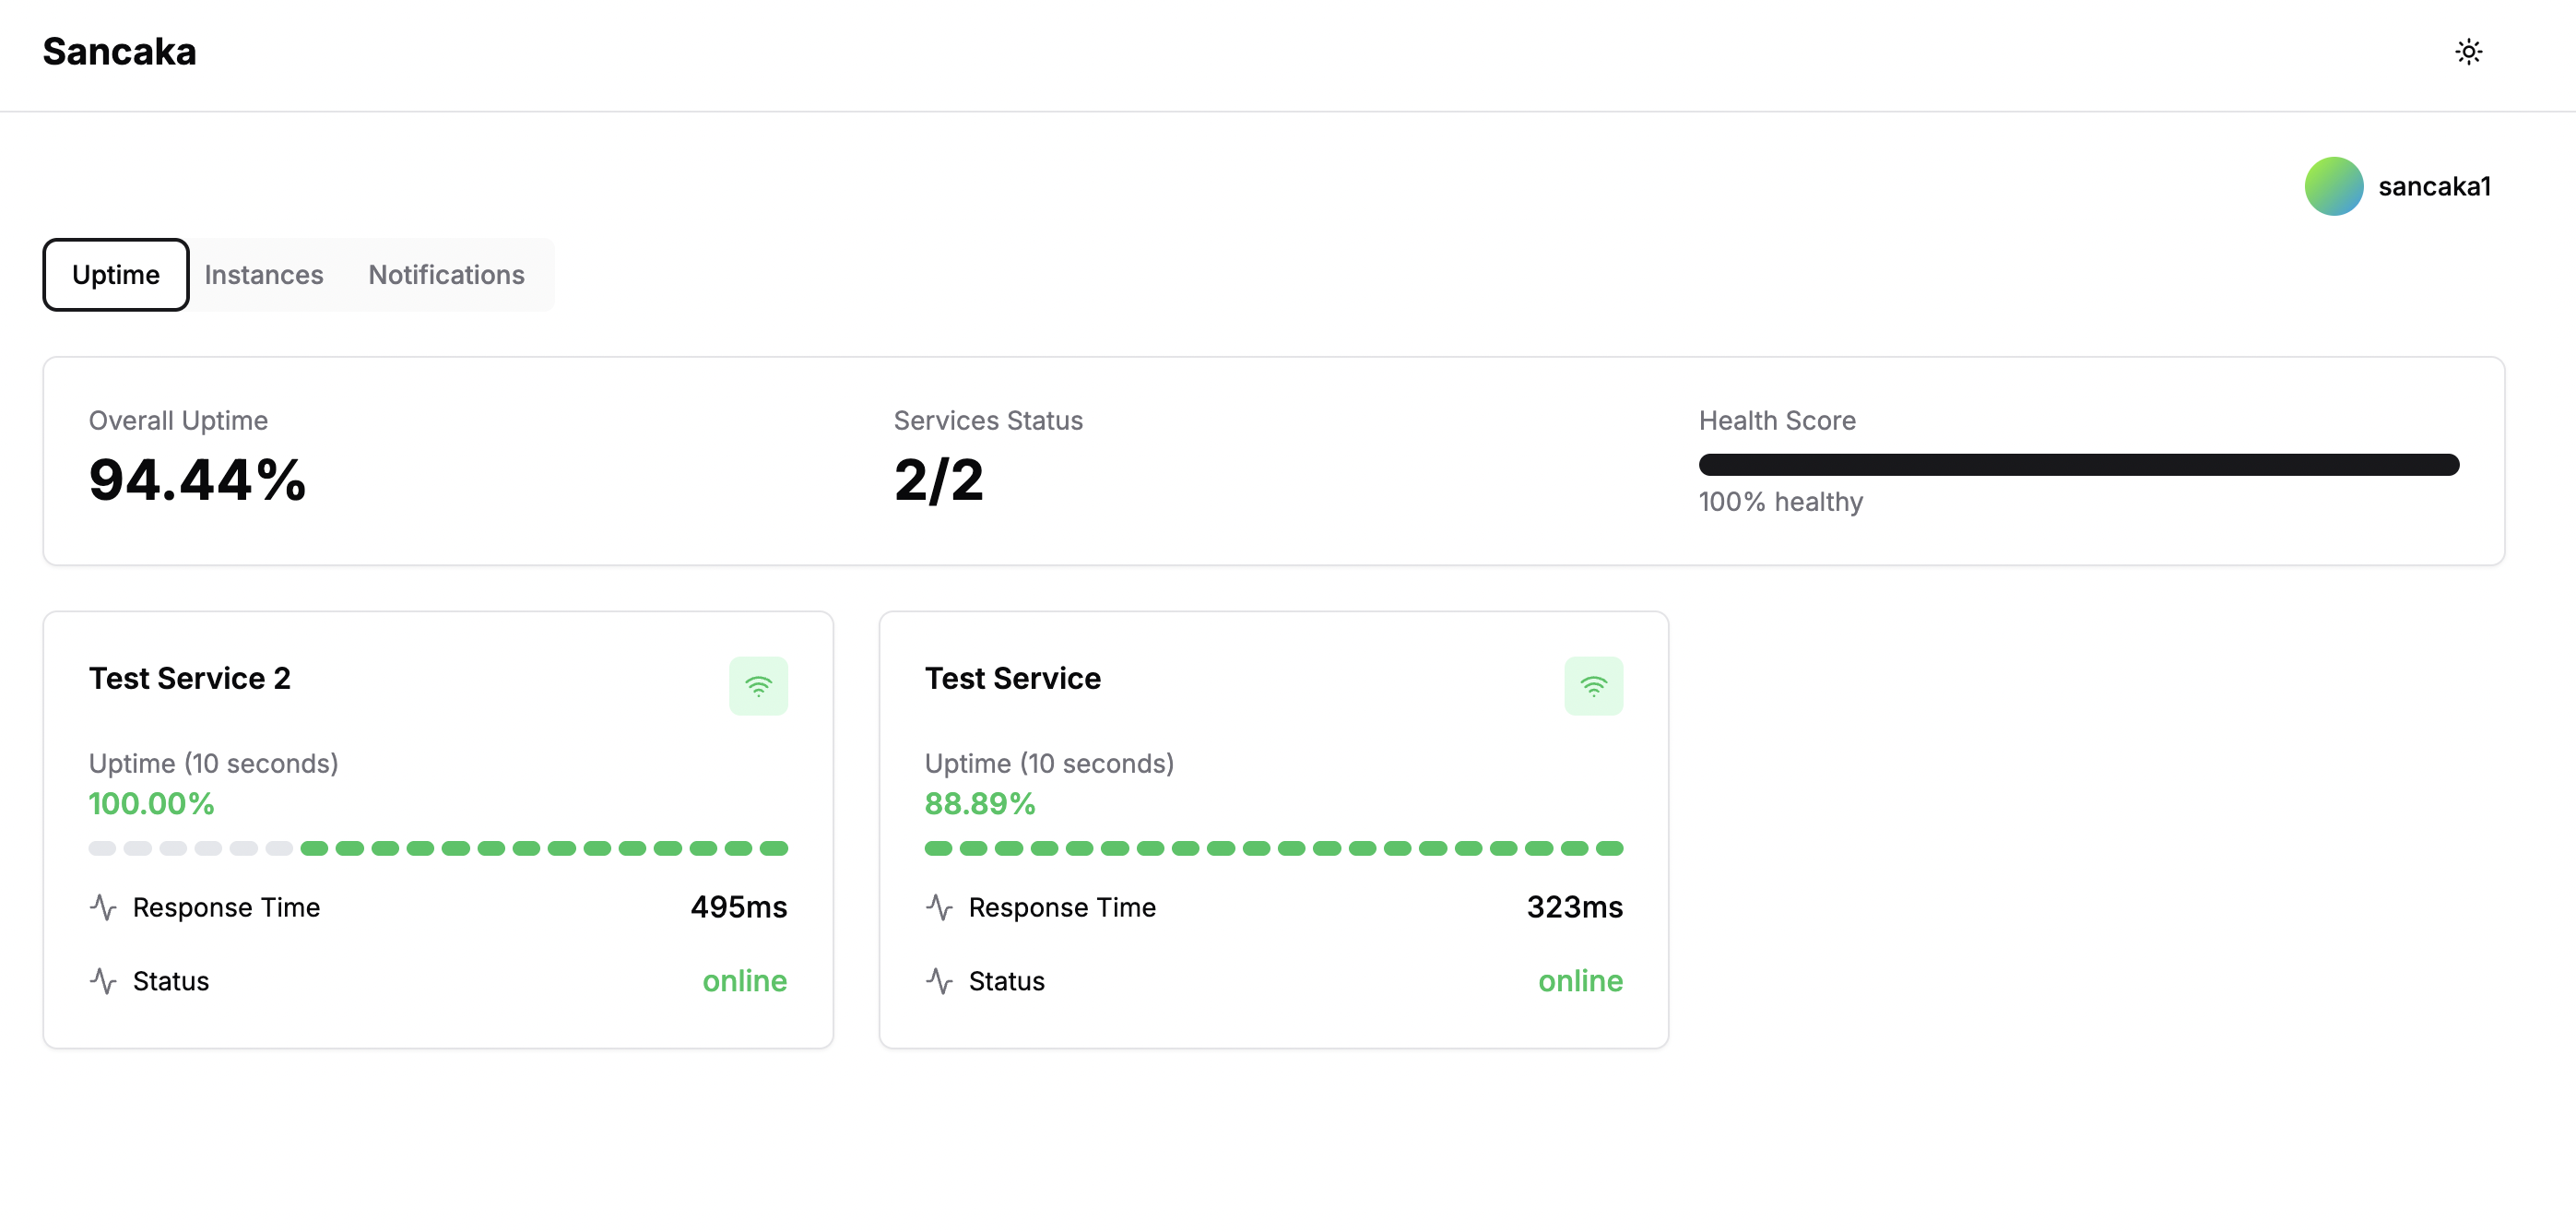 Sancaka
sancaka1
Uptime Instances Notifications
Overall Uptime
94.44%
Services Status
2/2
Health Score
100% healthy
Test Service 2
Uptime (10 seconds)
100.00%
Response Time 495ms
Status online
Test Service
Uptime (10 seconds)
88.89%
Response Time 323ms
Status online